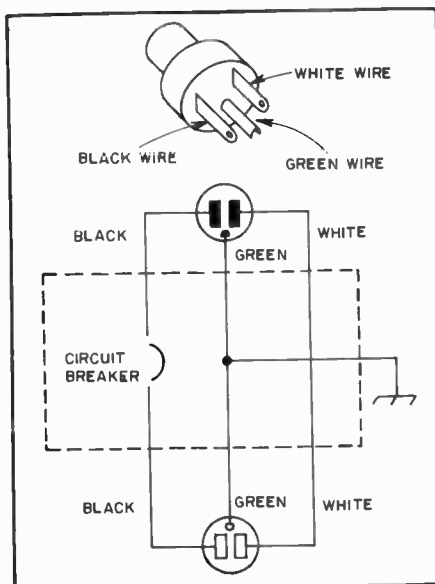 WHITE WIRE
BLACK WIRE
GREEN WIRE
BLACK
GREEN
WHITE
CIRCUIT
BREAKER
BLACK
GREEN
WHITE